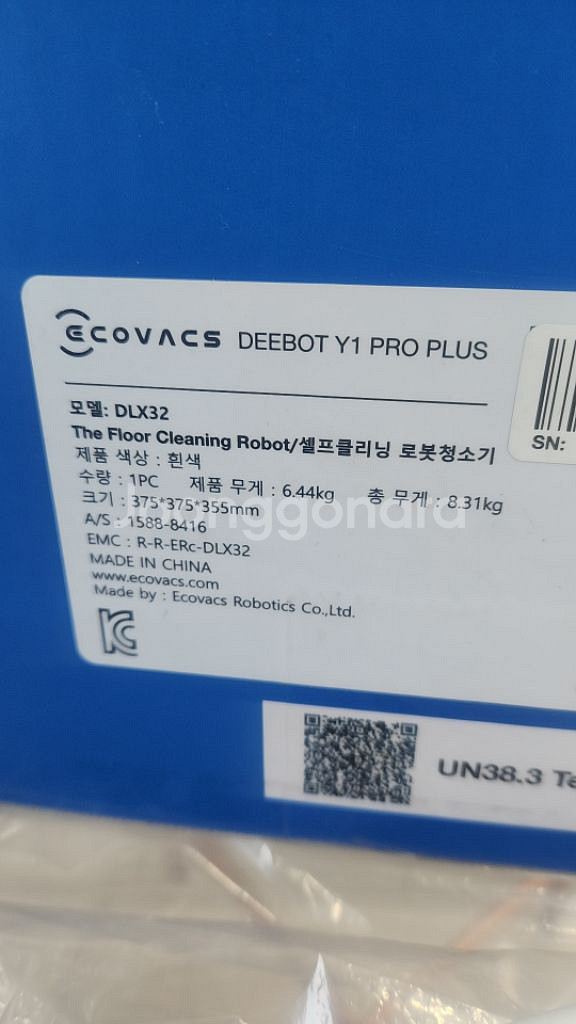 ECOVACS DEEBOT Y1 PRO PLUS
모델: DLX32
The Floor Cleaning Robot/셀프클리닝 로봇청소기
제품 색상 : 흰색
수량 : 1PC 제품 무게 : 6.44kg 총 무게 : 8.31kg
크기 : 375*375*355mm
Joonggonara
A/S : 1588-8416
EMC : R-R-ERc-DLX32
MADE IN CHINA
www.ecovacs.com
Made by : Ecovacs Robotics Co.,Ltd.
SN:
UN38.3 Te